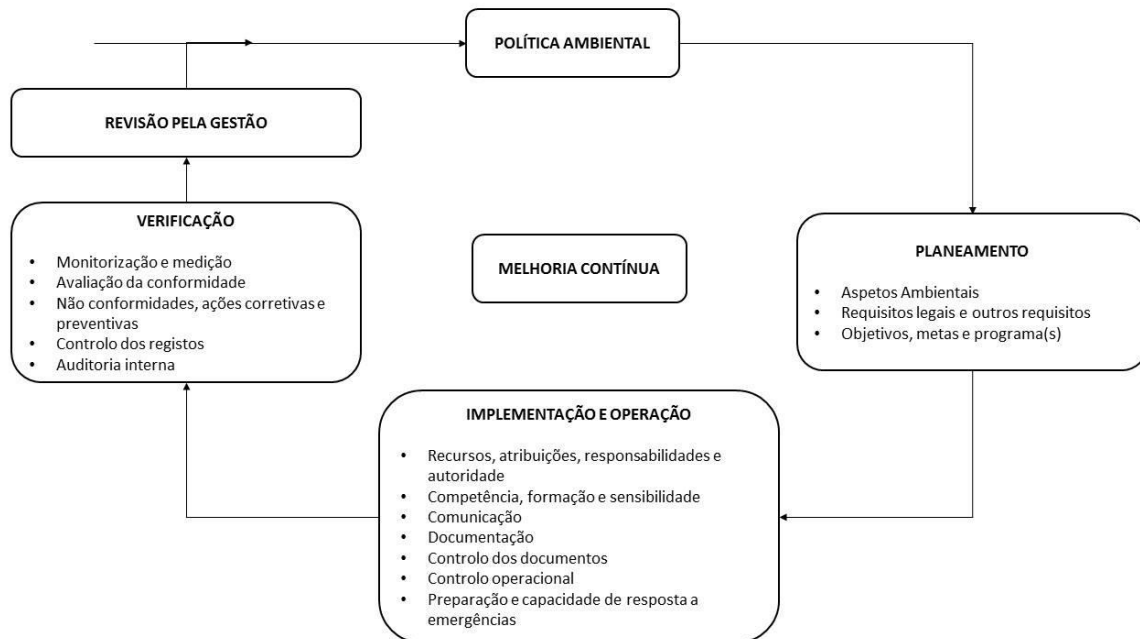 POLÍTICA AMBIENTAL
REVISÃO PELA GESTÃO
VERIFICAÇÃO
• Monitorização e medição
• Avaliação da conformidade
• Não conformidades, ações corretivas e
preventivas
• Controlo dos registos
• Auditoria interna
MELHORIA CONTÍNUA
PLANEAMENTO
• Aspetos Ambientais
• Requisitos legais e outros requisitos
• Objetivos, metas e programa(s)
IMPLEMENTAÇÃO E OPERAÇÃO
• Recursos, atribuições, responsabilidades e
autoridade
• Competência, formação e sensibilidade
• Comunicação
• Documentação
• Controlo dos documentos
• Controlo operacional
• Preparação e capacidade de resposta a
emergências